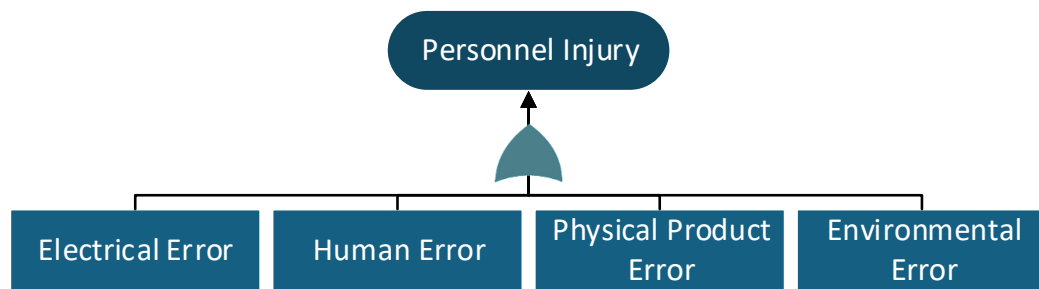 Personnel Injury
Electrical Error
Human Error
Physical Product
Error
Environmental
Error